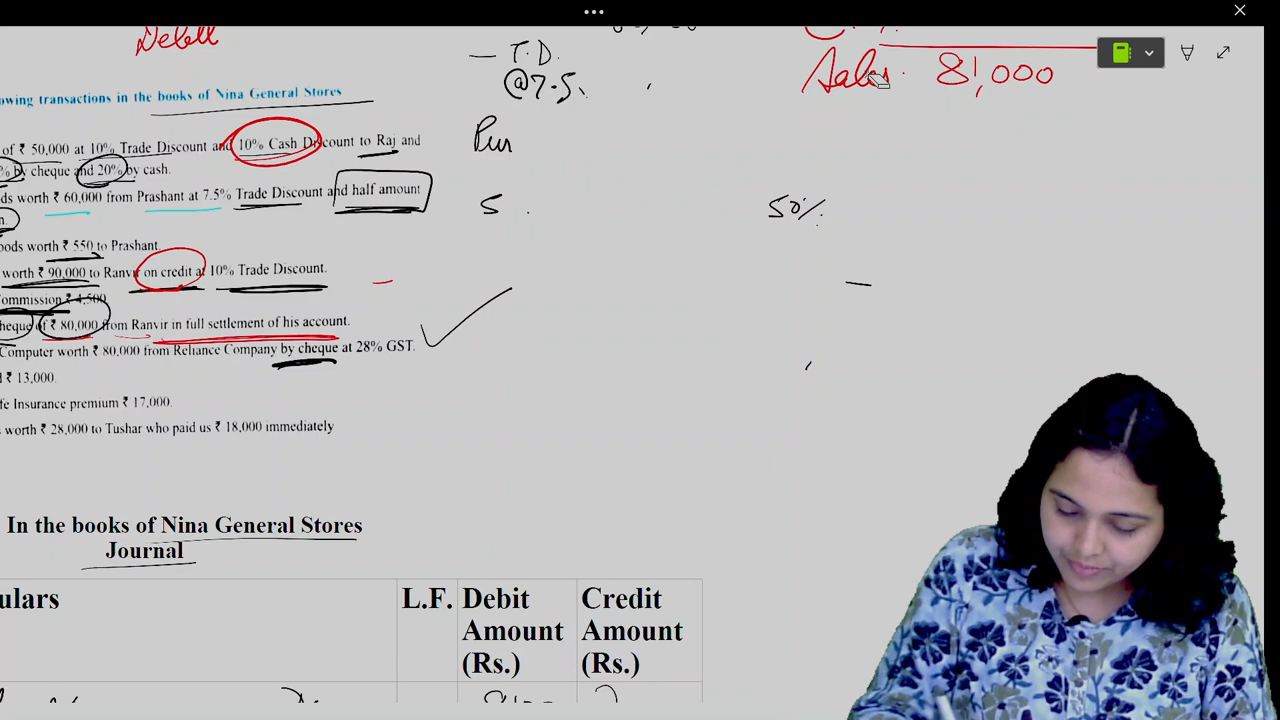 Debit
— T.D.
@7.5%
Sales. 81,000
owing transactions in the books of Nina General Stores
of ₹ 50,000 at 10% Trade Discount and 10% Cash Discount to Raj and
% by cheque and 20% by cash.
Pur
ds worth ₹ 60,000 from Prashant at 7.5% Trade Discount and half amount
n.
S
50%
oods worth ₹ 550 to Prashant.
worth ₹ 90,000 to Ranvir on credit at 10% Trade Discount.
ommission ₹ 4,500
heque of ₹ 80,000 from Ranvir in full settlement of his account.
Computer worth ₹ 80,000 from Reliance Company by cheque at 28% GST.
d ₹ 13,000.
fe Insurance premium ₹ 17,000.
s worth ₹ 28,000 to Tushar who paid us ₹ 18,000 immediately
In the books of Nina General Stores
Journal
ulars L.F. Debit Amount (Rs.) Credit Amount (Rs.)